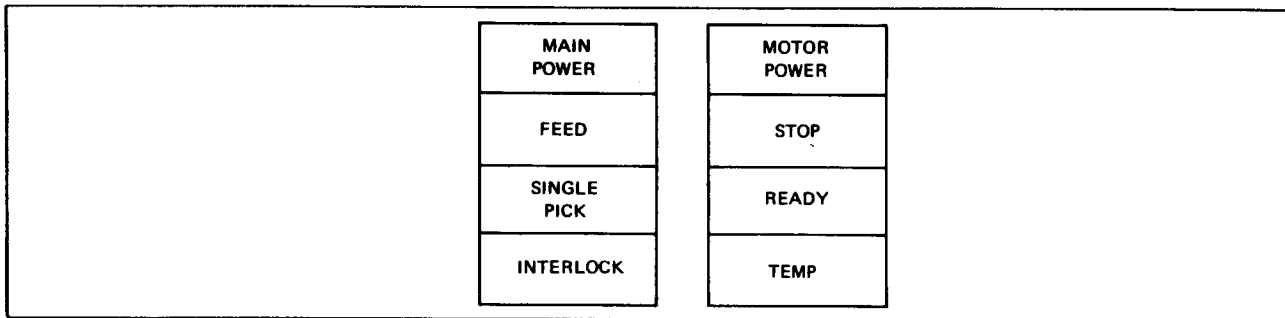 MAIN
POWER
FEED
SINGLE
PICK
INTERLOCK
MOTOR
POWER
STOP
READY
TEMP